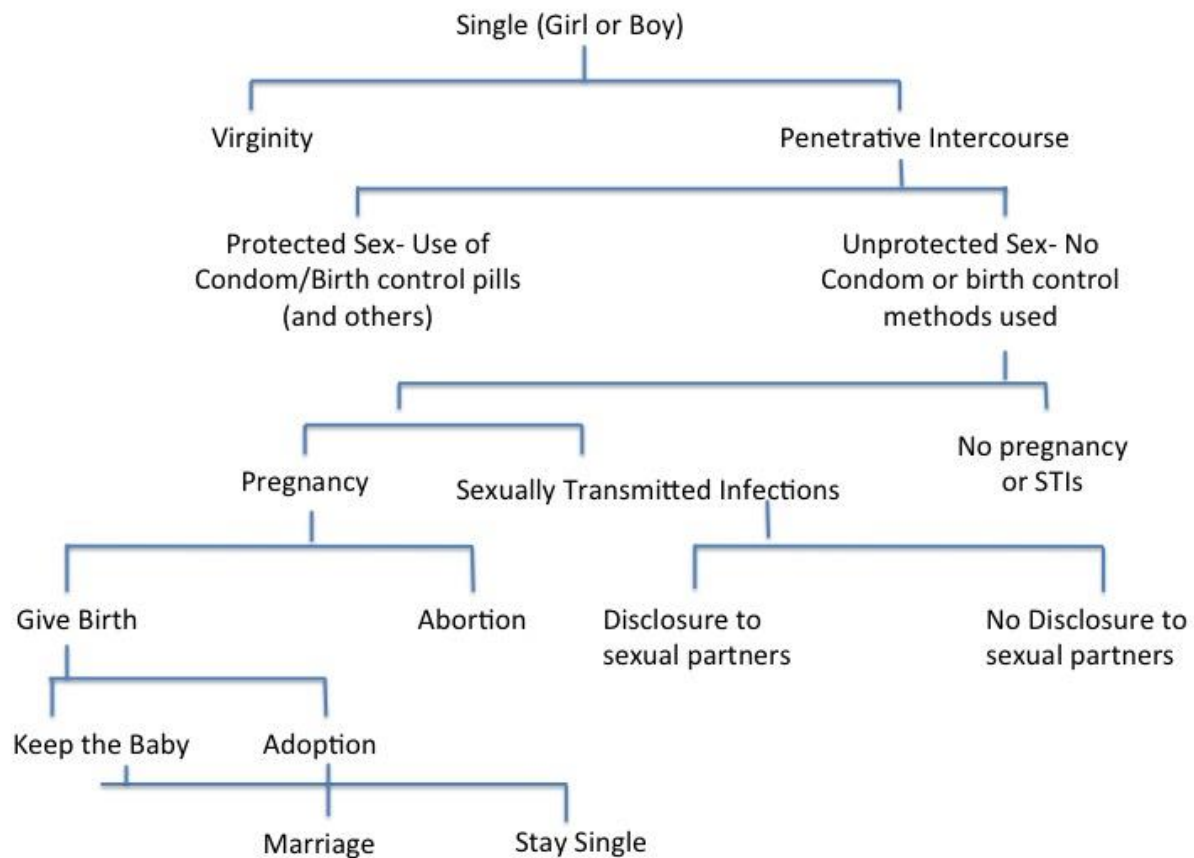 Single (Girl or Boy)
Virginity
Penetrative Intercourse
Protected Sex- Use of
Condom/Birth control pills
(and others)
Unprotected Sex- No
Condom or birth control
methods used
Pregnancy
Sexually Transmitted Infections
No pregnancy
or STIs
Give Birth
Abortion
Disclosure to
sexual partners
No Disclosure to
sexual partners
Keep the Baby
Adoption
Marriage
Stay Single